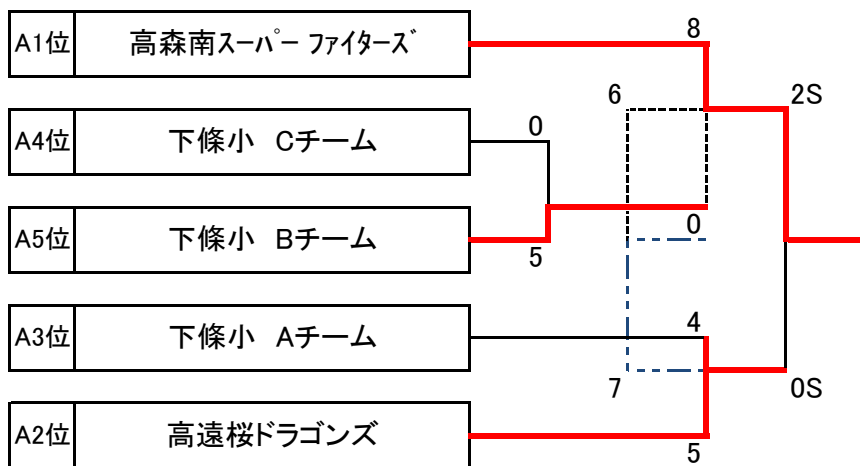 A1位 高森南スーパーファイターズ 8
6 2S
A4位 下條小 Cチーム 0
A5位 下條小 Bチーム 5 0
A3位 下條小 Aチーム 4
7 0S
A2位 高遠桜ドラゴンズ 5